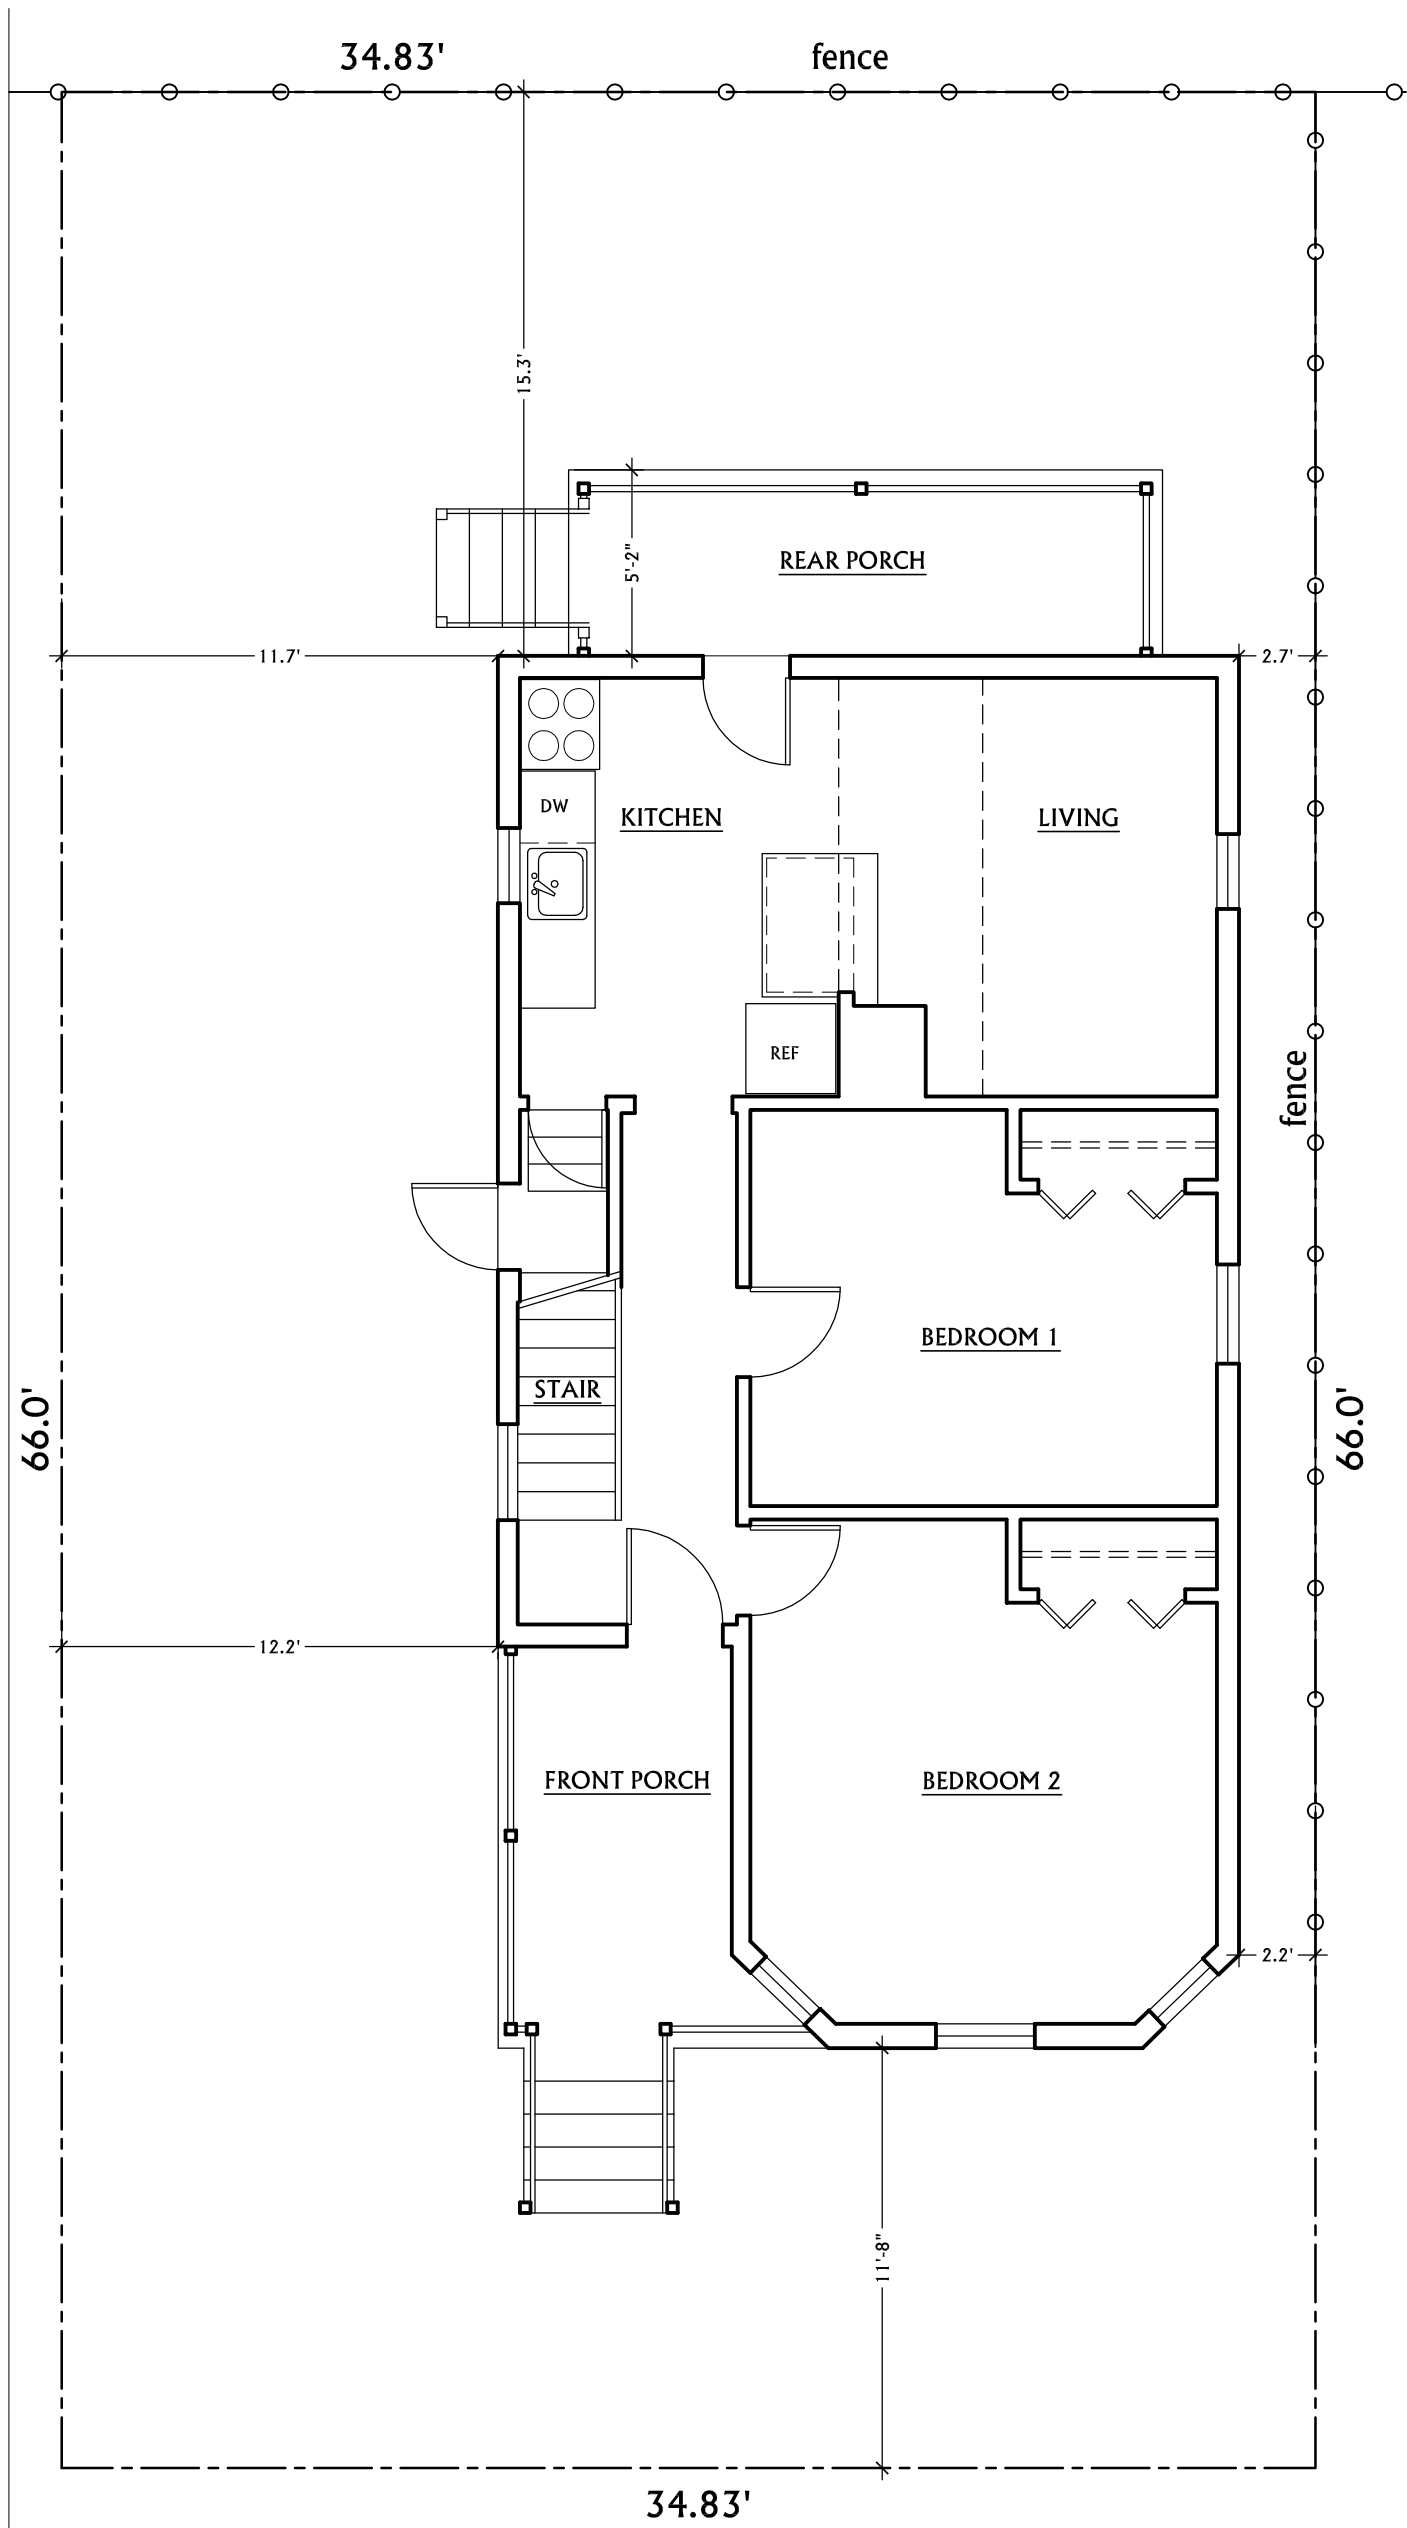 34.83'
fence
15.3'
5'-2"
REAR PORCH
11.7'
2.7'
DW
KITCHEN
LIVING
REF
fence
BEDROOM 1
STAIR
66.0'
66.0'
12.2'
FRONT PORCH
BEDROOM 2
2.2'
11'-8"
34.83'